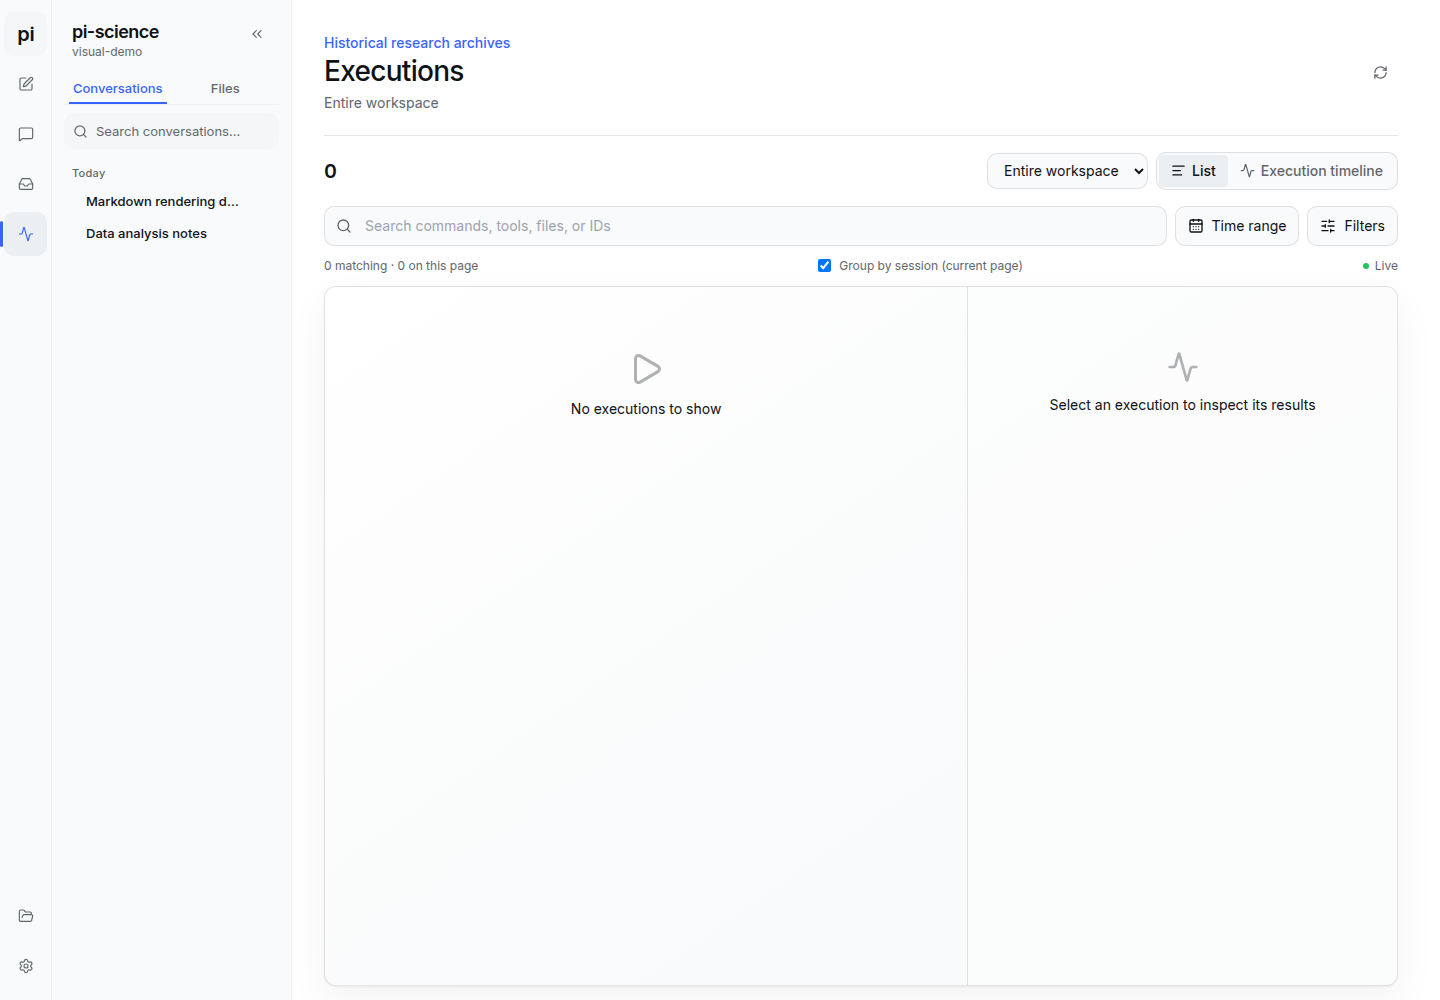 pi
pi-science
visual-demo
Conversations
Files
Search conversations...
Today
Markdown rendering d...
Data analysis notes
Historical research archives
Executions
Entire workspace
0
Entire workspace
List
Execution timeline
Search commands, tools, files, or IDs
Time range
Filters
0 matching · 0 on this page
Group by session (current page)
Live
No executions to show
Select an execution to inspect its results